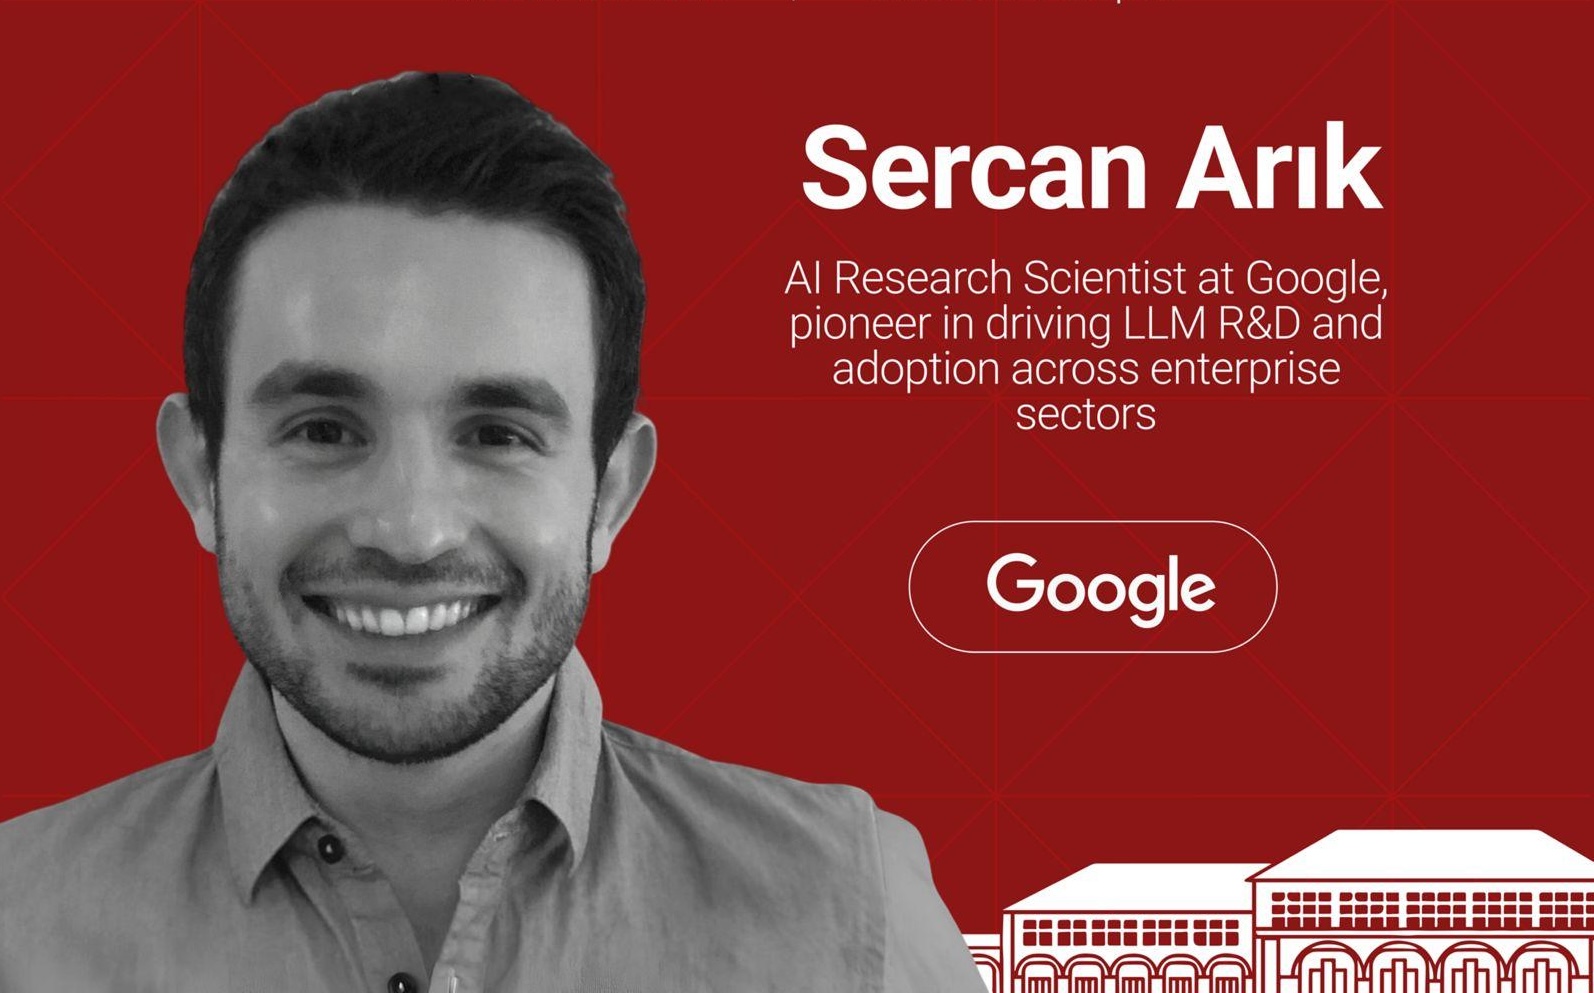 Sercan Arık
AI Research Scientist at Google,
pioneer in driving LLM R&D and
adoption across enterprise
sectors
Google